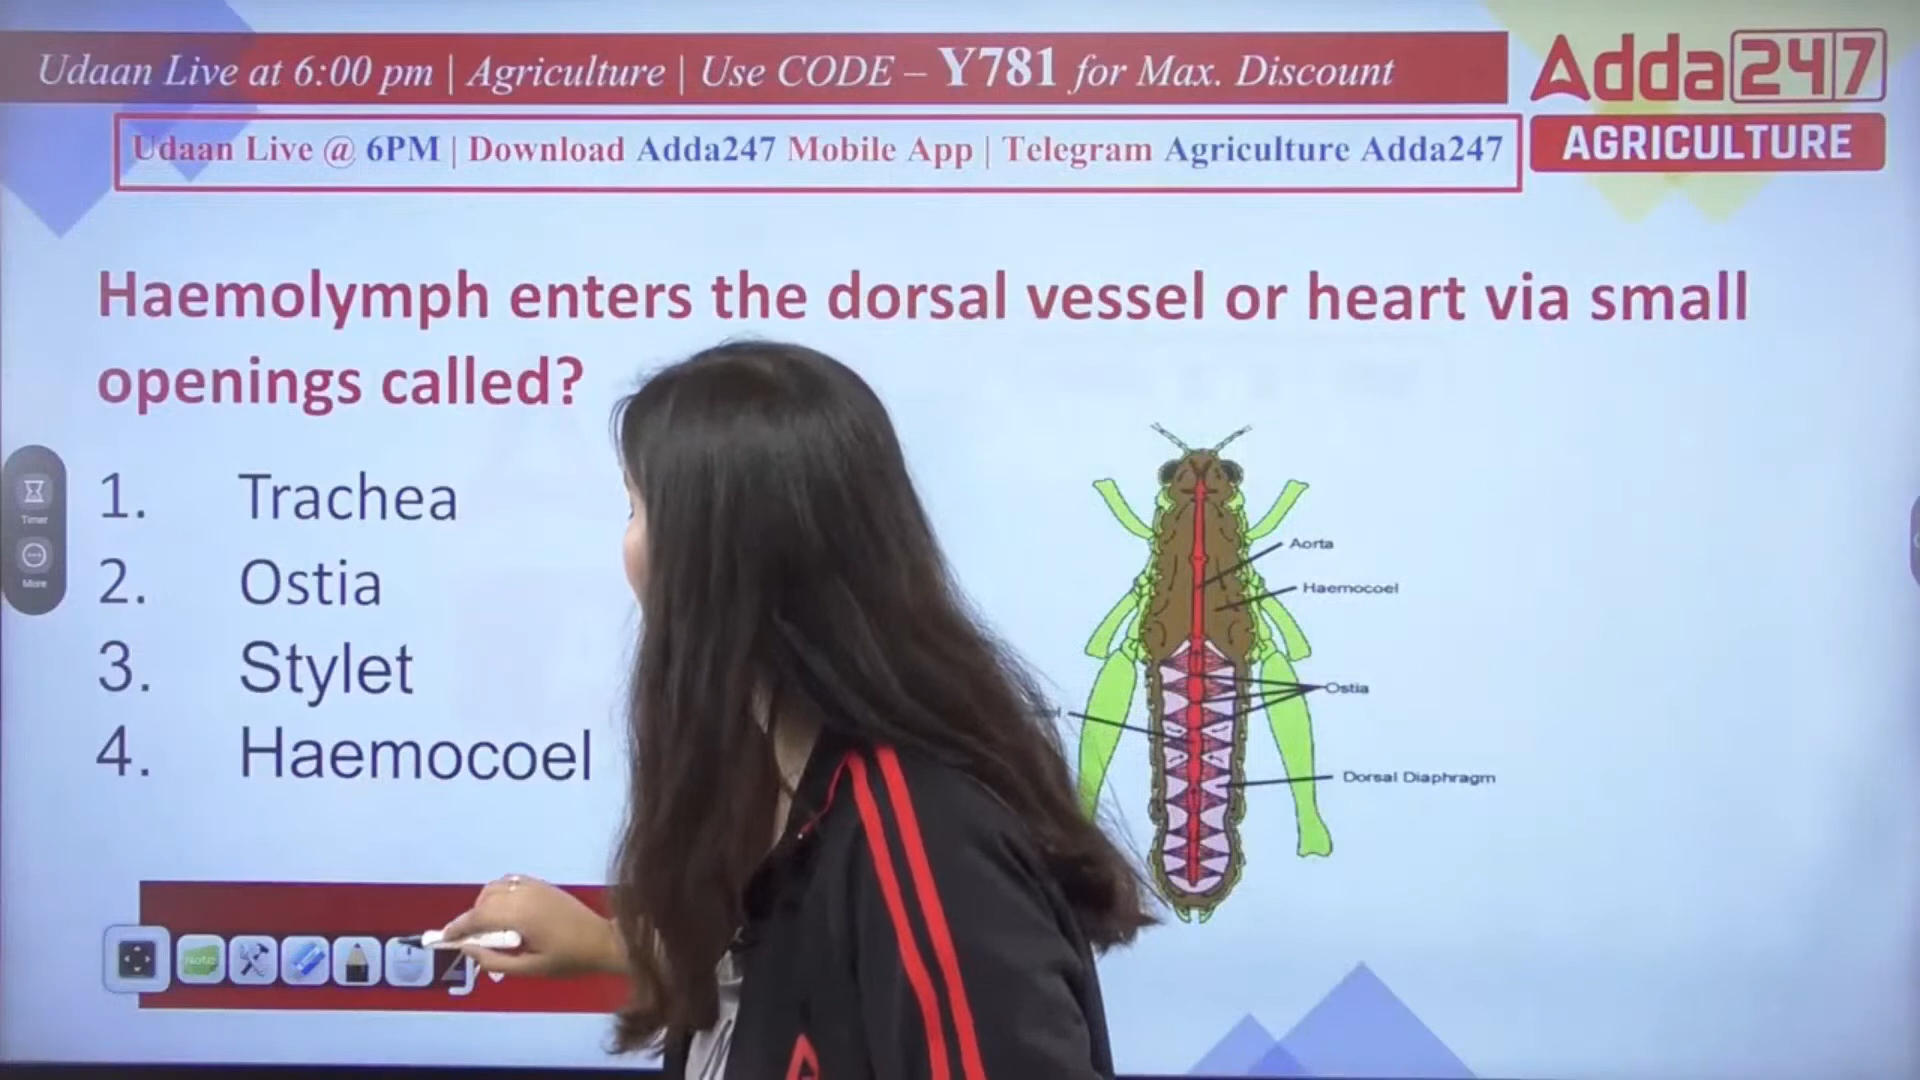 Udaan Live at 6:00 pm | Agriculture | Use CODE – Y781 for Max. Discount
Adda247
Udaan Live @ 6PM | Download Adda247 Mobile App | Telegram Agriculture Adda247
AGRICULTURE
Haemolymph enters the dorsal vessel or heart via small
openings called?
1. Trachea
2. Ostia
3. Stylet
4. Haemocoel
Timer
More
Aorta
Haemocoel
Ostia
Dorsal Diaphragm
Note